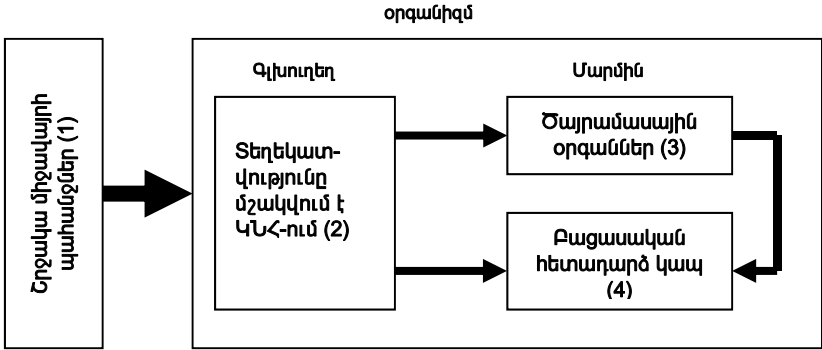 օրգանիզմ
Շրջակա միջավայրի
պահանջներ (1)
Գլխուղեղ
Տեղեկատ-
վությունը
մշակվում է
ԿՆՀ-ում (2)
Մարմին
Ծայրամասային
օրգաններ (3)
Բացասական
հետադարձ կապ
(4)